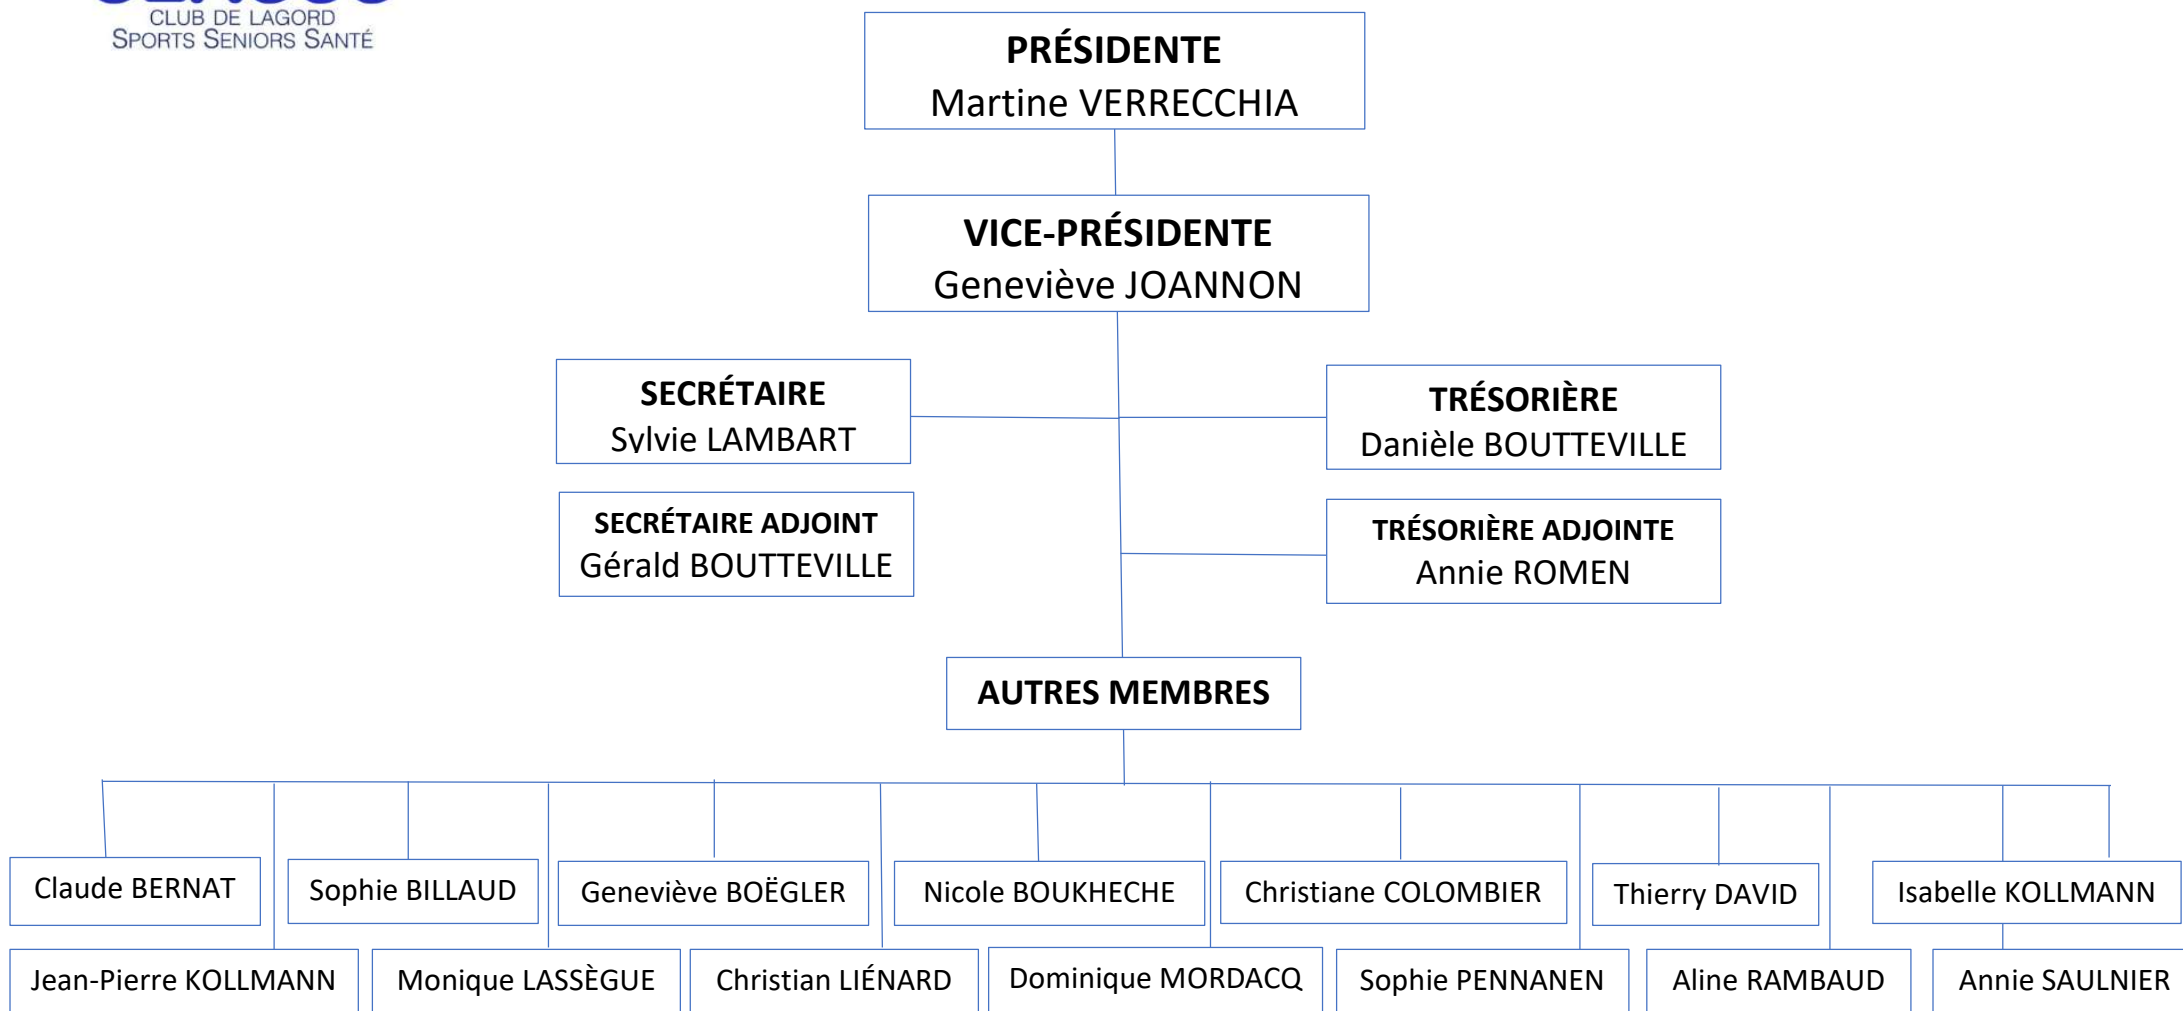 CLUB DE LAGORD
SPORTS SENIORS SANTÉ
PRÉSIDENTE
Martine VERRECCHIA
VICE-PRÉSIDENTE
Geneviève JOANNON
SECRÉTAIRE
Sylvie LAMBART
TRÉSORIÈRE
Danièle BOUTTEVILLE
SECRÉTAIRE ADJOINT
Gérald BOUTTEVILLE
TRÉSORIÈRE ADJOINTE
Annie ROMEN
AUTRES MEMBRES
Claude BERNAT
Sophie BILLAUD
Geneviève BOËGLER
Nicole BOUKHECHE
Christiane COLOMBIER
Thierry DAVID
Isabelle KOLLMANN
Jean-Pierre KOLLMANN
Monique LASSÈGUE
Christian LIÉNARD
Dominique MORDACQ
Sophie PENNANEN
Aline RAMBAUD
Annie SAULNIER